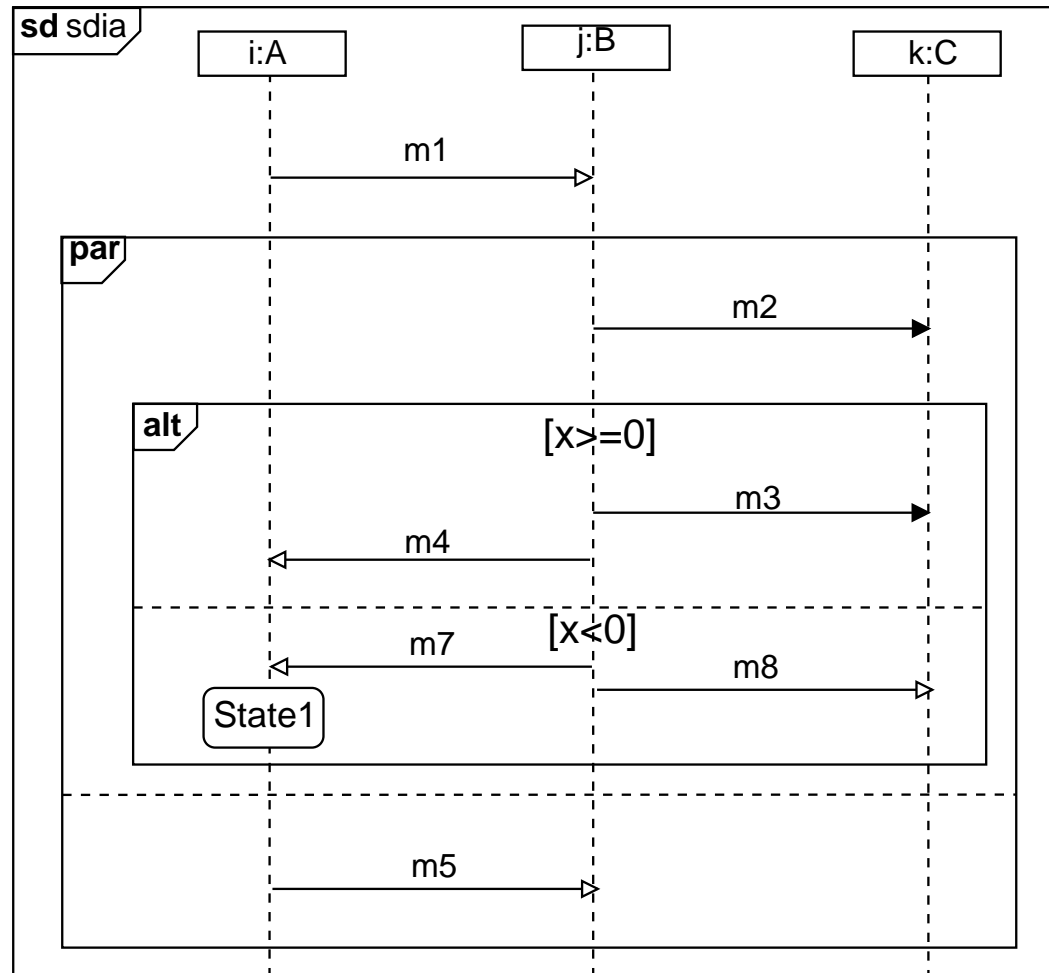 sd sdia
i:A
j:B
k:C
m1
par
m2
alt
[x>=0]
m3
m4
[x<0]
m7
m8
State1
m5